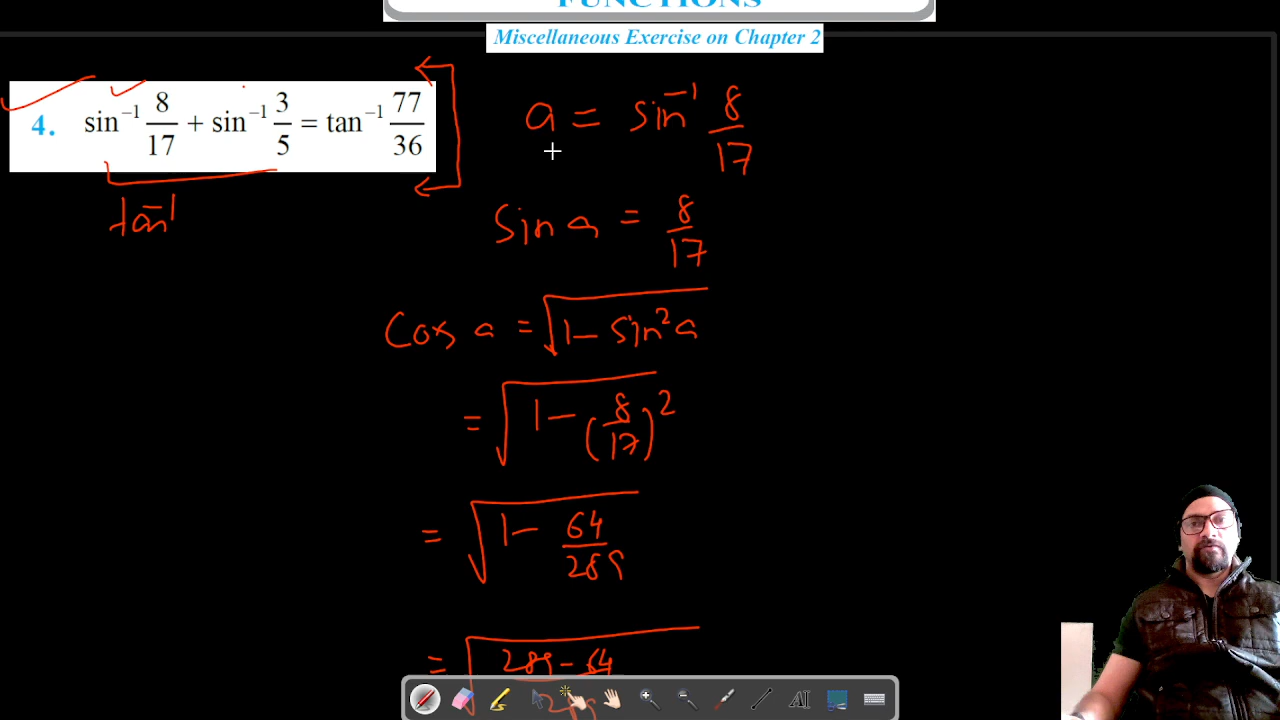 FUNCTIONS
Miscellaneous Exercise on Chapter 2
4. sin⁻¹ 8/17 + sin⁻¹ 3/5 = tan⁻¹ 77/36
tan⁻¹
a = sin⁻¹ 8/17
sin a = 8/17
Cos a = √(1 - sin²a)
= √(1 - (8/17)²)
= √(1 - 64/289)
= √((289 - 64)/289)
AI